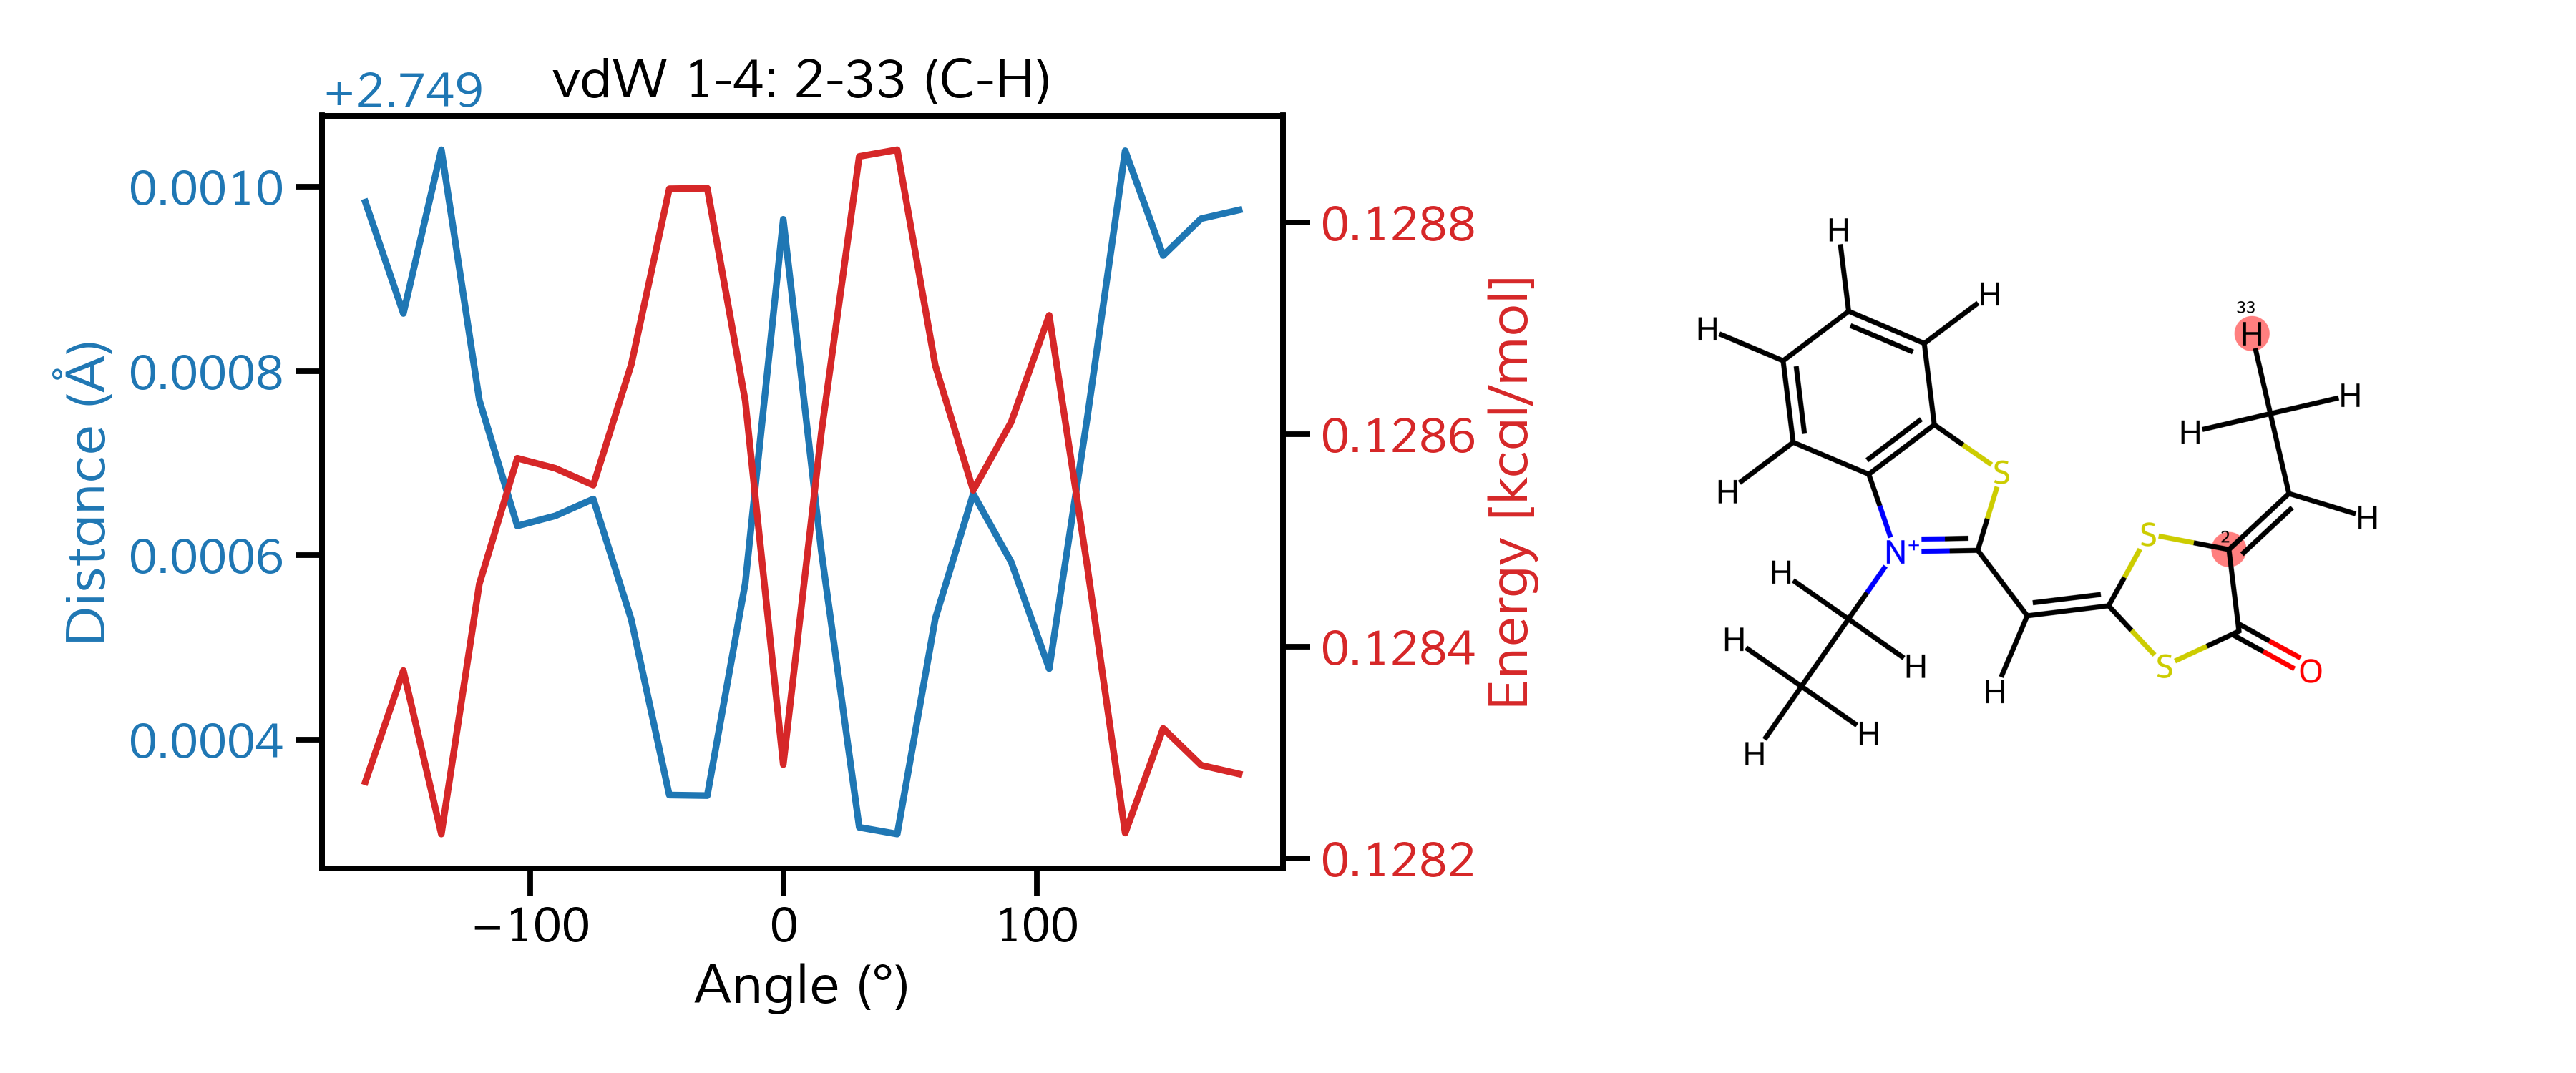 +2.749
vdW 1-4: 2-33 (C-H)
Distance (Å)
0.0010
0.0008
0.0006
0.0004
0.1288
0.1286
0.1284
0.1282
Energy [kcal/mol]
−100
0
100
Angle (°)
H
H
H
33
H
H
H
H
S
H
H
S
2
N+
H
H
H
S
O
H
H
H
H